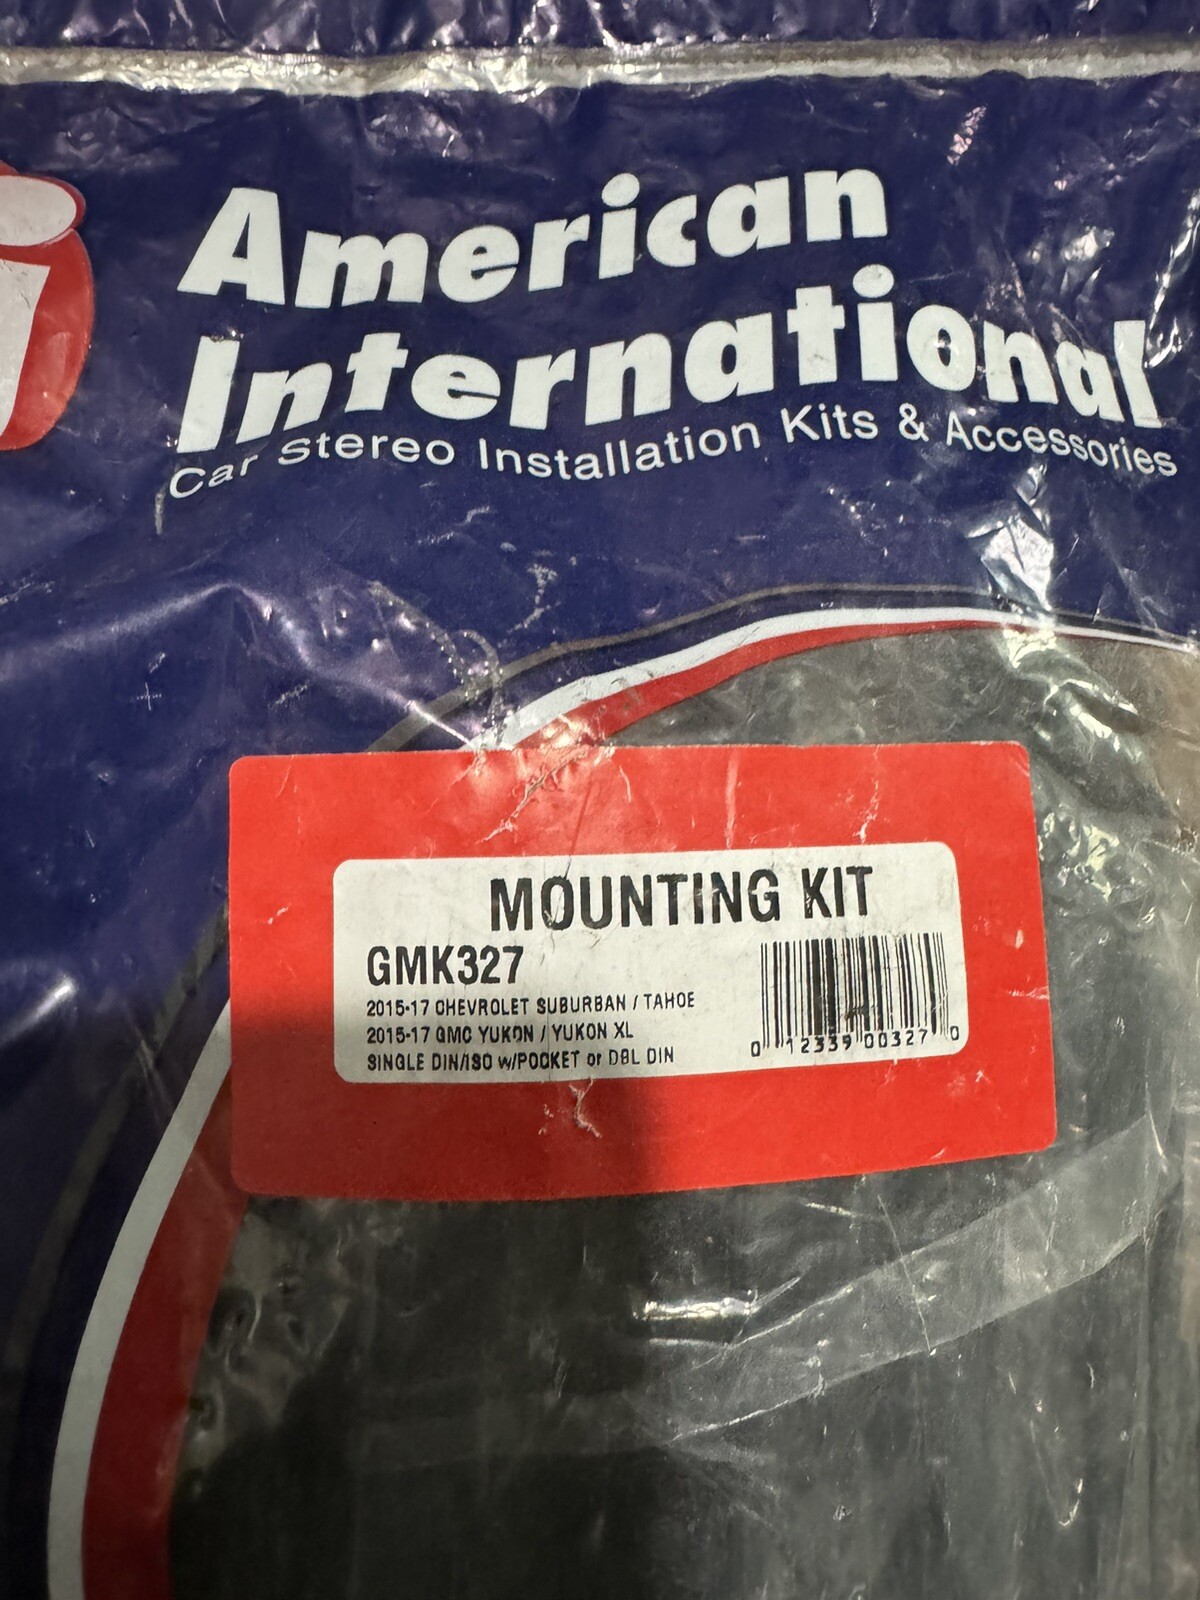 i
American
International
Car Stereo Installation Kits & Accessories
MOUNTING KIT
GMK327
2015-17 CHEVROLET SUBURBAN / TAHOE
2015-17 GMC YUKON / YUKON XL
SINGLE DIN/ISO w/POCKET or DBL DIN
0 12339 00327 0